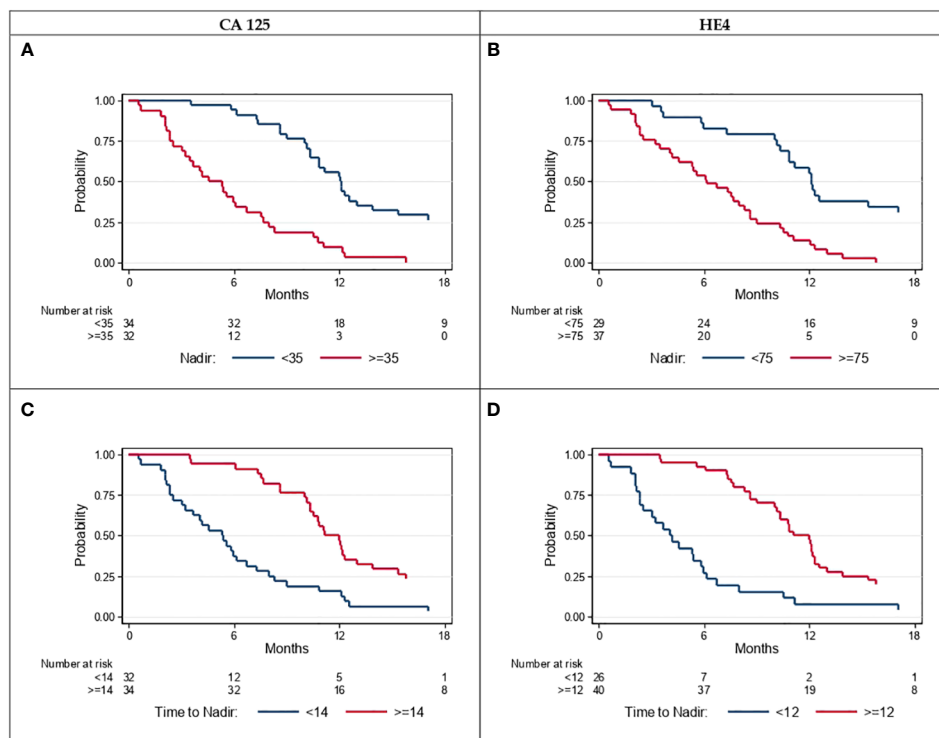 CA 125 HE4
A
1.00
0.75
0.50
0.25
0.00
Probability
0 6 12 18
Months
Number at risk
<35 34 32 18 9
>=35 32 12 3 0
Nadir: <35 >=35
B
1.00
0.75
0.50
0.25
0.00
Probability
0 6 12 18
Months
Number at risk
<75 29 24 16 9
>=75 37 20 5 0
Nadir: <75 >=75
C
1.00
0.75
0.50
0.25
0.00
Probability
0 6 12 18
Months
Number at risk
<14 32 12 5 1
>=14 34 32 16 8
Time to Nadir: <14 >=14
D
1.00
0.75
0.50
0.25
0.00
Probability
0 6 12 18
Months
Number at risk
<12 26 7 2 1
>=12 40 37 19 8
Time to Nadir: <12 >=12